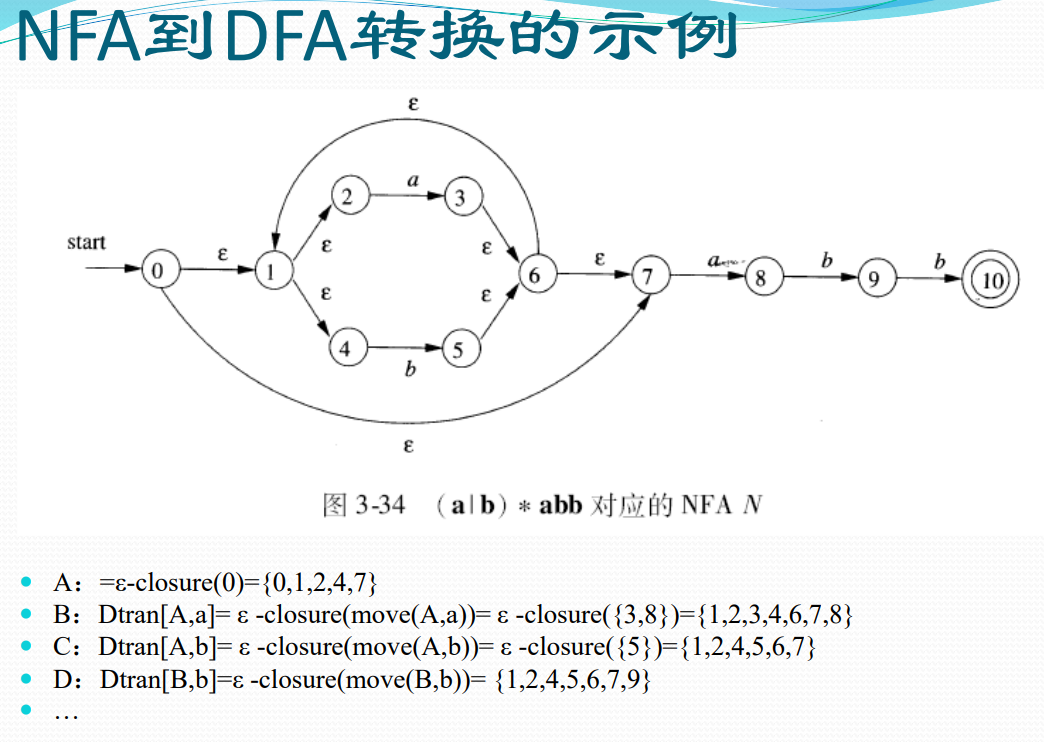 NFA到DFA转换的示例
ε
2 a 3
start ε ε ε ε a b b
0 1 6 7 8 9 10
ε ε
4 b 5
ε
图 3-34 (a|b) * abb 对应的 NFA N
• A：=ε-closure(0)={0,1,2,4,7}
• B：Dtran[A,a]= ε -closure(move(A,a))= ε -closure({3,8})={1,2,3,4,6,7,8}
• C：Dtran[A,b]= ε -closure(move(A,b))= ε -closure({5})={1,2,4,5,6,7}
• D：Dtran[B,b]=ε -closure(move(B,b))= {1,2,4,5,6,7,9}
• …